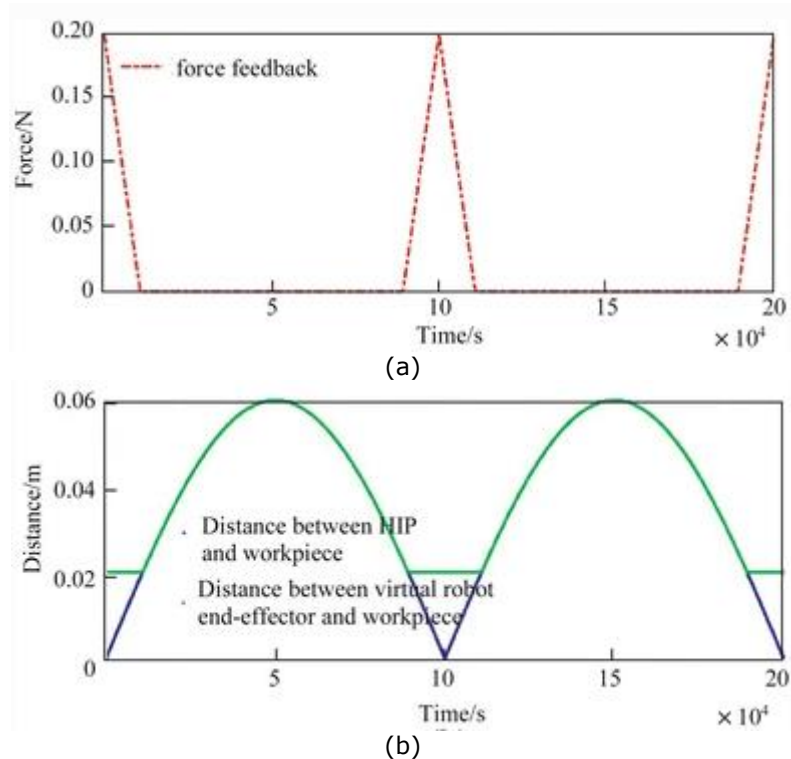 0.20
force feedback
0.15
Force/N
0.10
0.05
0
5 10 15 20
Time/s
× 10⁴
(a)
0.06
0.04
Distance/m
Distance between HIP
and workpiece
0.02
Distance between virtual robot
end-effector and workpiece
0
5 10 15 20
Time/s
× 10⁴
(b)